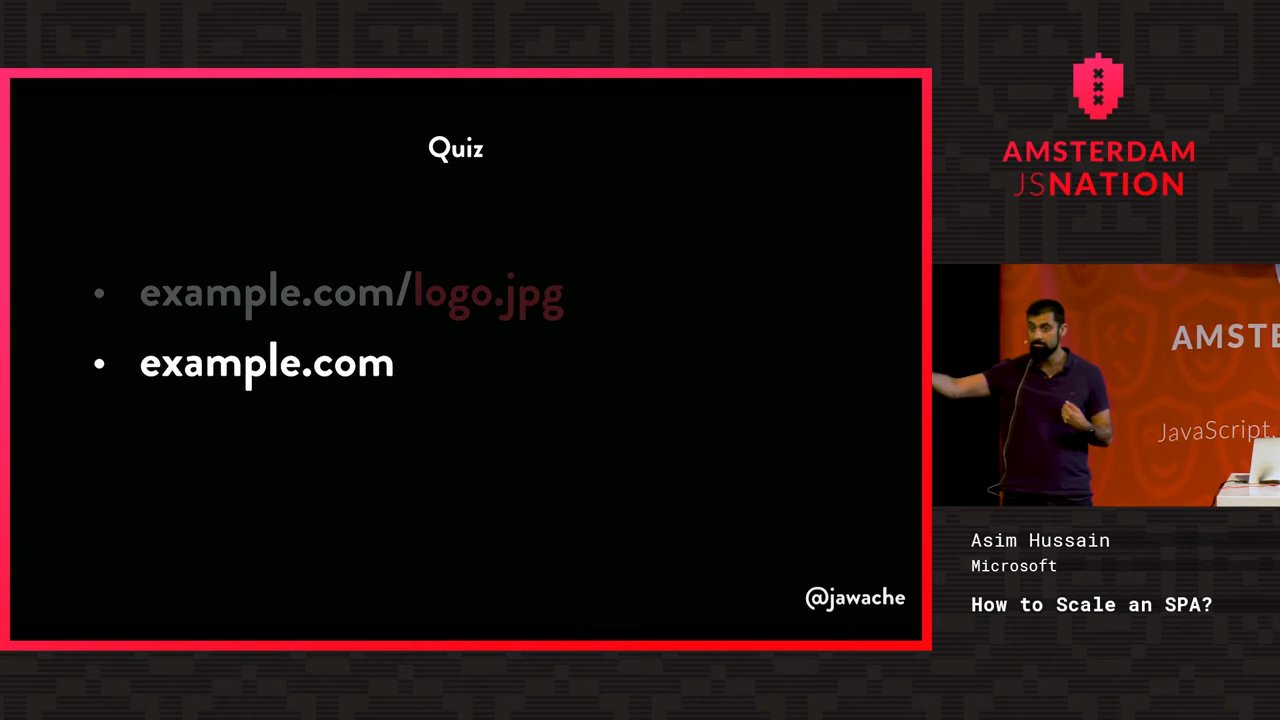 Quiz
• example.com/logo.jpg
• example.com
@jawache
AMSTERDAM
JSNATION
AMSTE
JavaScript.
Asim Hussain
Microsoft
How to Scale an SPA?